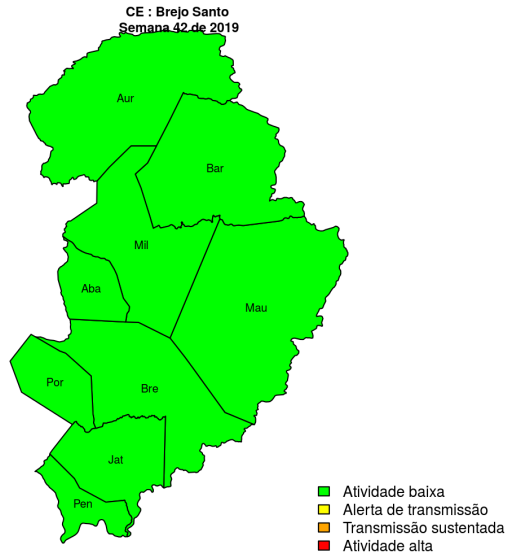 CE : Brejo Santo
Semana 42 de 2019
Aur
Bar
Mil
Aba
Mau
Por
Bre
Jat
Pen
Atividade baixa
Alerta de transmissão
Transmissão sustentada
Atividade alta